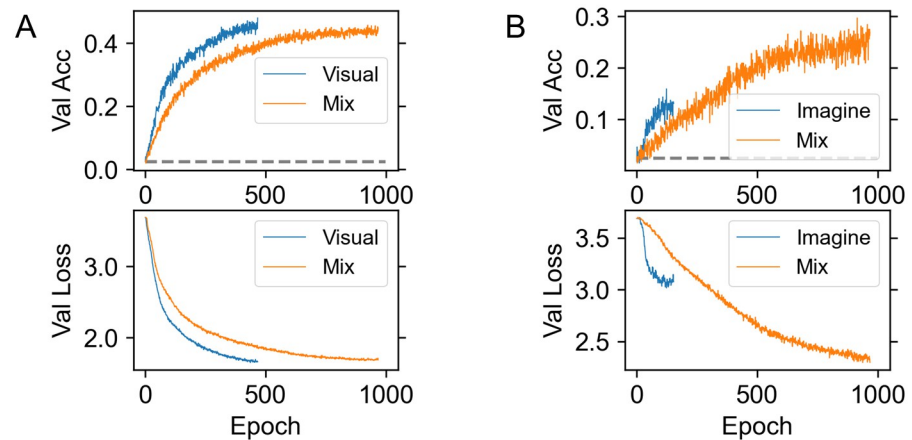 A
Val Acc
0.4
0.2
0.0
Visual
Mix
0
500
1000
Val Loss
3.0
2.0
Visual
Mix
0
500
1000
Epoch
B
Val Acc
0.3
0.2
0.1
Imagine
Mix
0
500
1000
Val Loss
3.5
3.0
2.5
Imagine
Mix
0
500
1000
Epoch